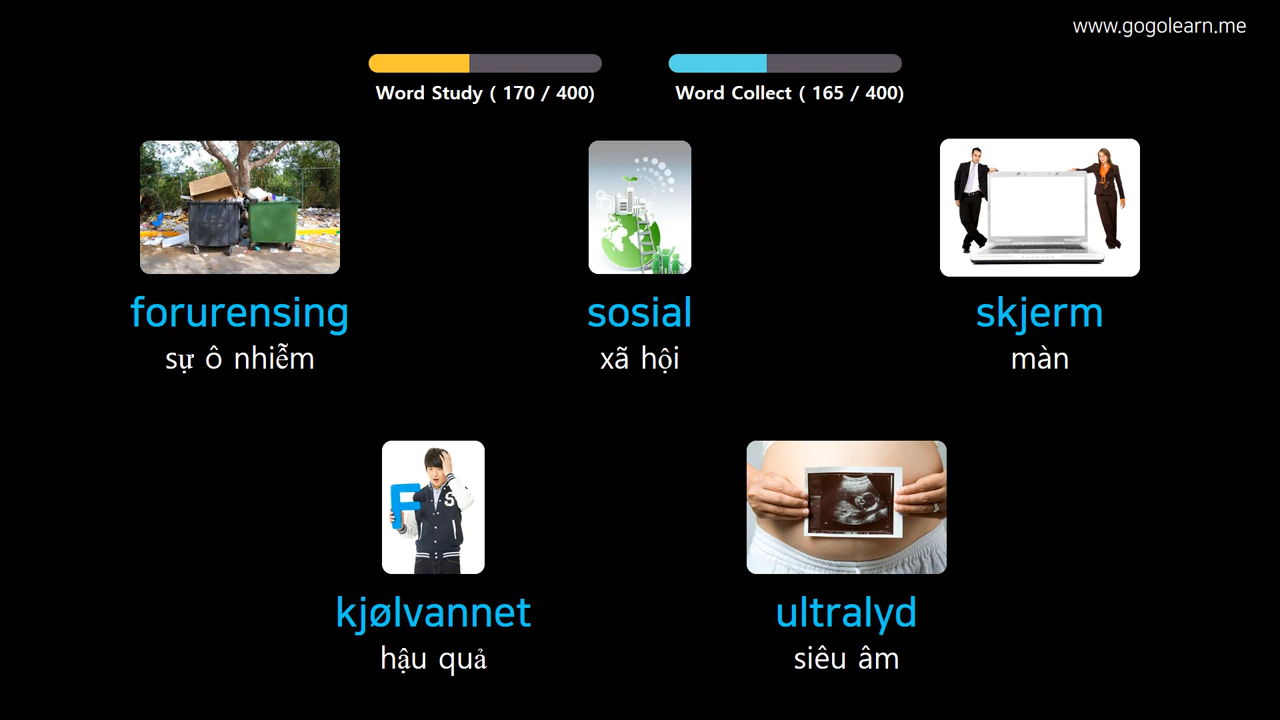 www.gogolearn.me
Word Study ( 170 / 400)
Word Collect ( 165 / 400)
forurensing
sự ô nhiễm
sosial
xã hội
skjerm
màn
F
S
kjølvannet
hậu quả
ultralyd
siêu âm